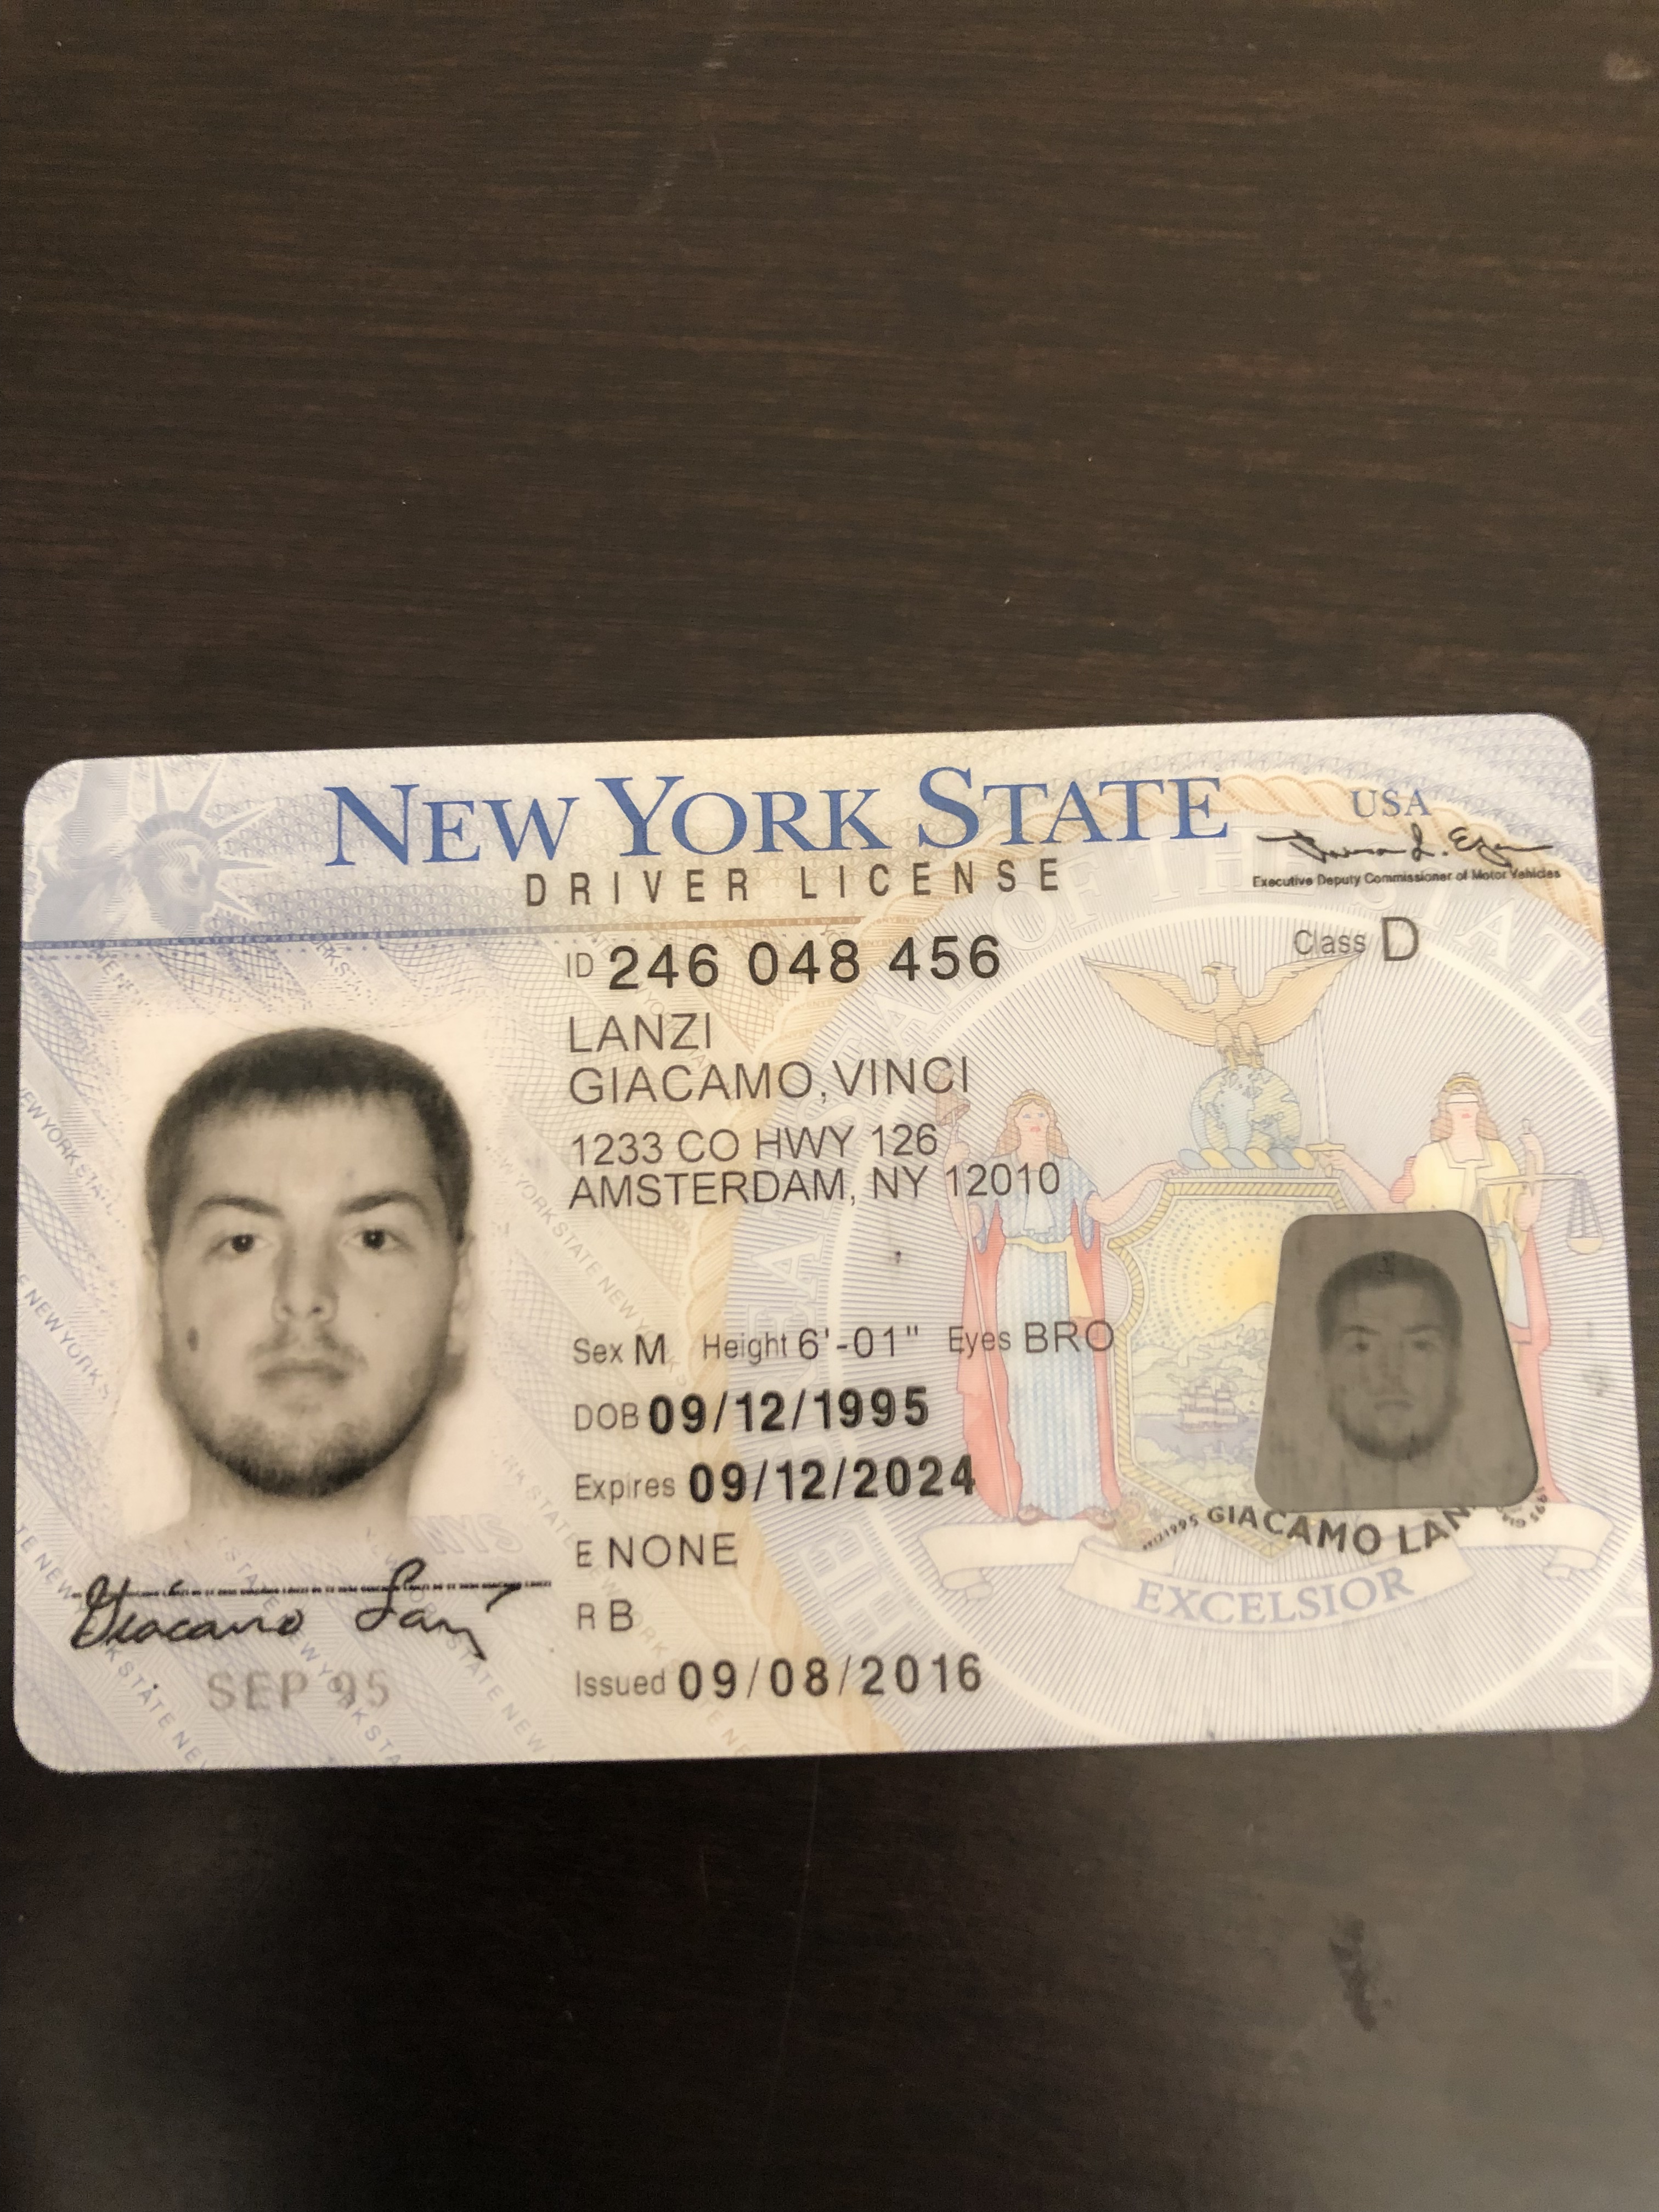 NEW YORK STATE
USA
DRIVER LICENSE
Executive Deputy Commissioner of Motor Vehicles
ID 246 048 456
Class D
LANZI
GIACAMO,VINCI
1233 CO HWY 126
AMSTERDAM, NY 12010
Sex M Height 6'-01" Eyes BRO
DOB 09/12/1995
Expires 09/12/2024
E NONE
R B
Issued 09/08/2016
Giacamo
SEP 95
GIACAMO LAN
EXCELSIOR